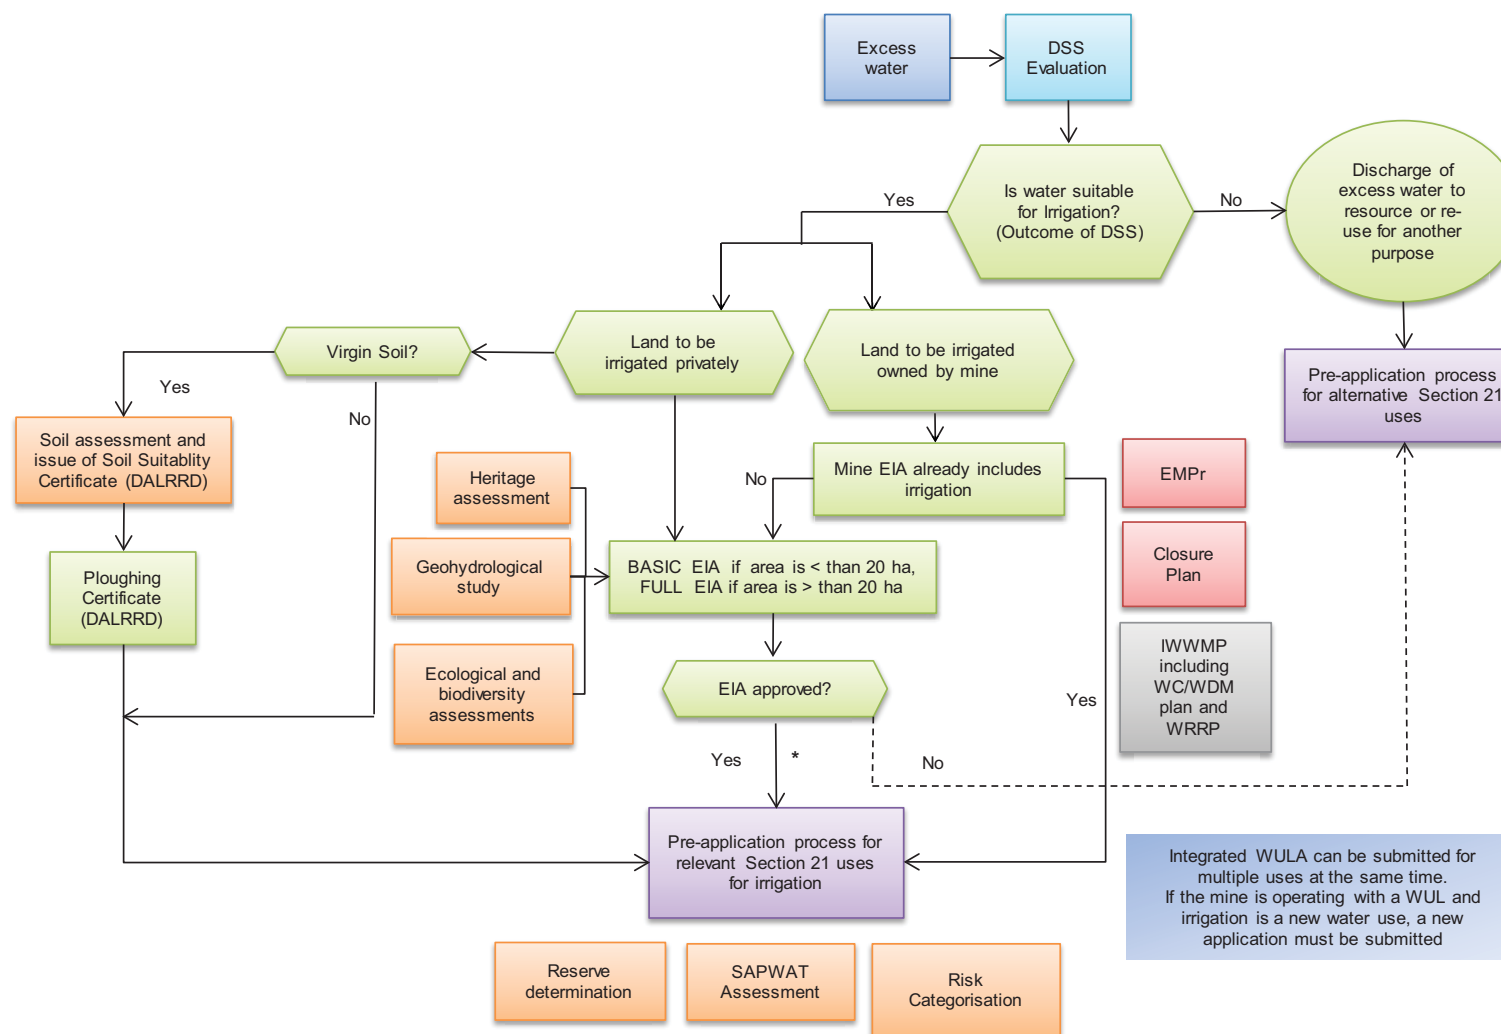 Excess
water
DSS
Evaluation
Is water suitable
for Irrigation?
(Outcome of DSS)
Yes
No
Discharge of
excess water to
resource or re-
use for another
purpose
Virgin Soil?
Land to be
irrigated privately
Land to be irrigated
owned by mine
Pre-application process
for alternative Section 21
uses
Yes
No
Soil assessment and
issue of Soil Suitablity
Certificate (DALRRD)
Heritage
assessment
No
Mine EIA already includes
irrigation
EMPr
Geohydrological
study
BASIC EIA if area is < than 20 ha,
FULL EIA if area is > than 20 ha
Closure
Plan
Ploughing
Certificate
(DALRRD)
Ecological and
biodiversity
assessments
EIA approved?
Yes
IWWMP
including
WC/WDM
plan and
WRRP
Yes *
No
Pre-application process for
relevant Section 21 uses
for irrigation
Integrated WULA can be submitted for
multiple uses at the same time.
If the mine is operating with a WUL and
irrigation is a new water use, a new
application must be submitted
Reserve
determination
SAPWAT
Assessment
Risk
Categorisation